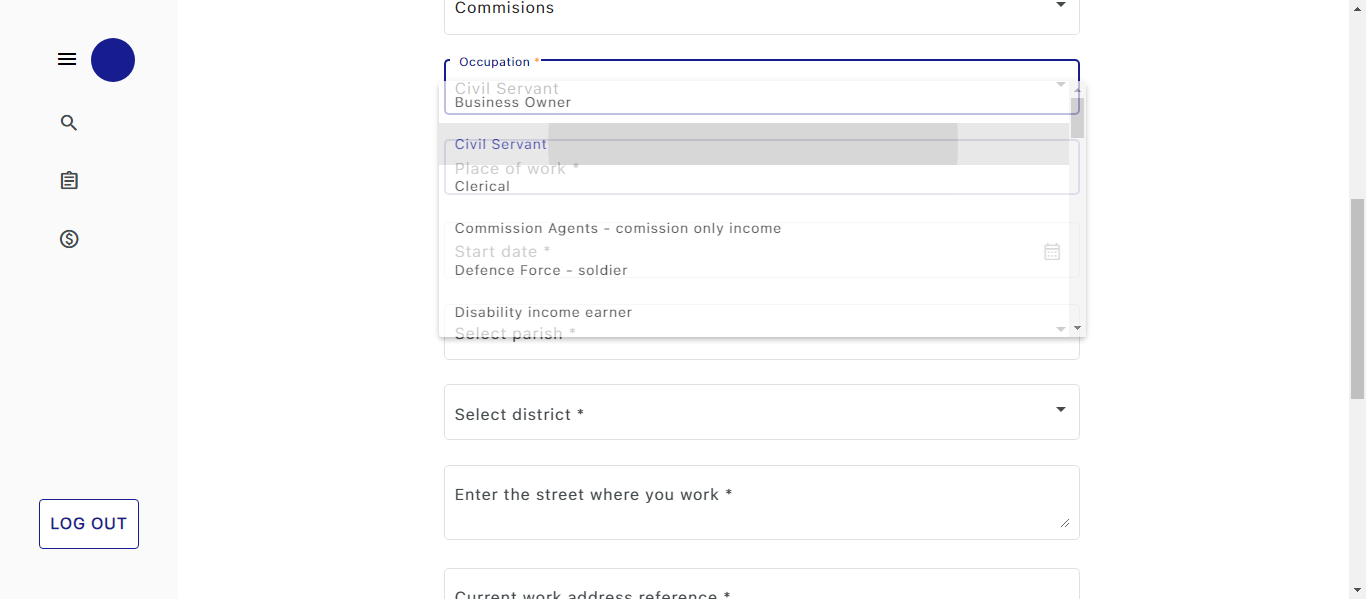 Commisions
Occupation *
Civil Servant
Business Owner
Civil Servant
Place of work *
Clerical
Commission Agents - comission only income
Start date *
Defence Force - soldier
Disability income earner
Select parish *
Select district *
Enter the street where you work *
Current work address reference *
LOG OUT